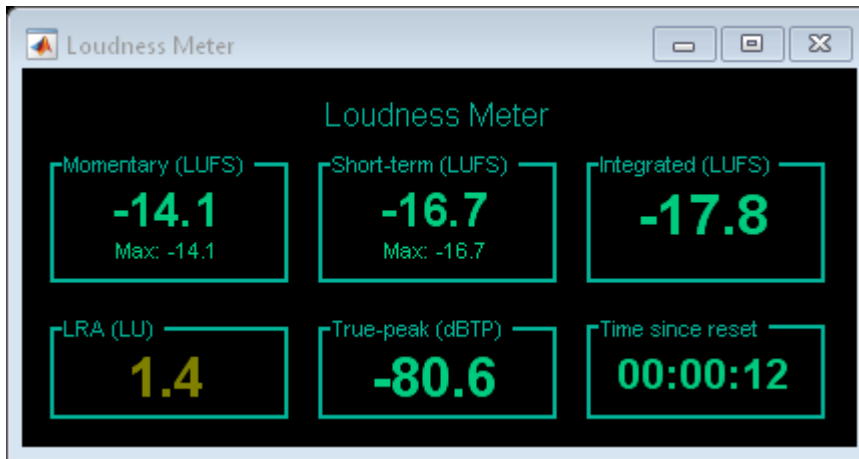 Loudness Meter
Loudness Meter
Momentary (LUFS)
-14.1
Max: -14.1
Short-term (LUFS)
-16.7
Max: -16.7
Integrated (LUFS)
-17.8
LRA (LU)
1.4
True-peak (dBTP)
-80.6
Time since reset
00:00:12